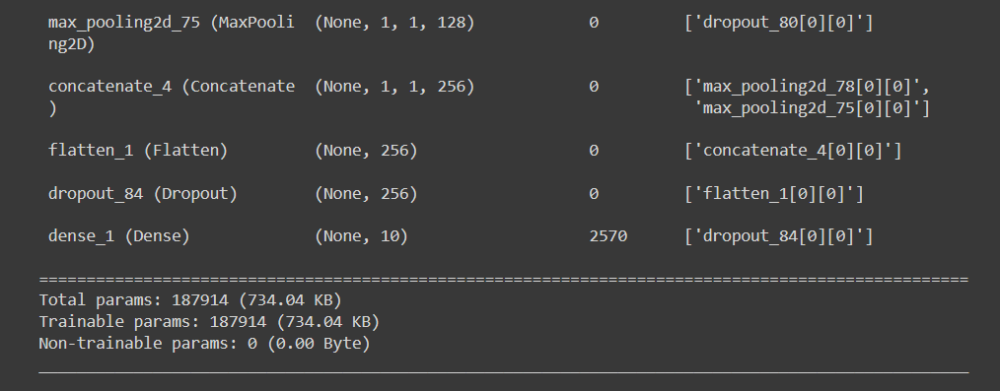 max_pooling2d_75 (MaxPooli (None, 1, 1, 128) 0 ['dropout_80[0][0]']
ng2D)
concatenate_4 (Concatenate (None, 1, 1, 256) 0 ['max_pooling2d_78[0][0]',
) 'max_pooling2d_75[0][0]']
flatten_1 (Flatten) (None, 256) 0 ['concatenate_4[0][0]']
dropout_84 (Dropout) (None, 256) 0 ['flatten_1[0][0]']
dense_1 (Dense) (None, 10) 2570 ['dropout_84[0][0]']
==================================================================================================
Total params: 187914 (734.04 KB)
Trainable params: 187914 (734.04 KB)
Non-trainable params: 0 (0.00 Byte)
__________________________________________________________________________________________________